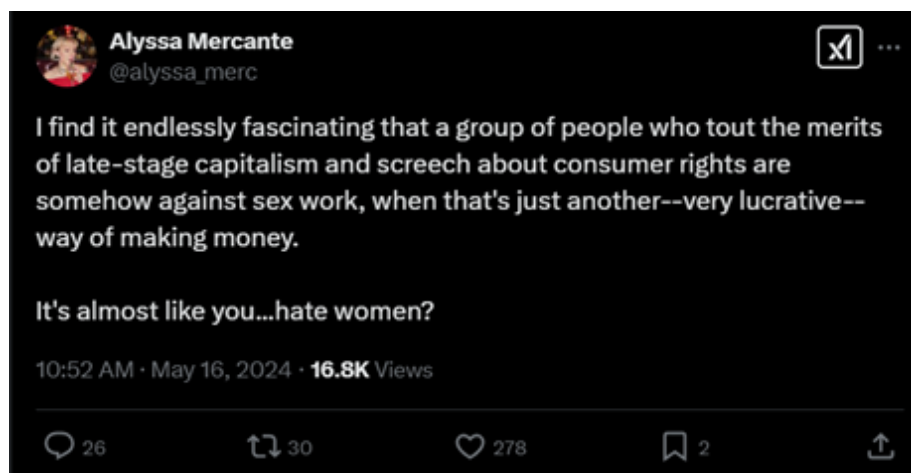 Alyssa Mercante
@alyssa_merc
I find it endlessly fascinating that a group of people who tout the merits
of late-stage capitalism and screech about consumer rights are
somehow against sex work, when that's just another--very lucrative--
way of making money.
It's almost like you...hate women?
10:52 AM · May 16, 2024 · 16.8K Views
26 30 278 2